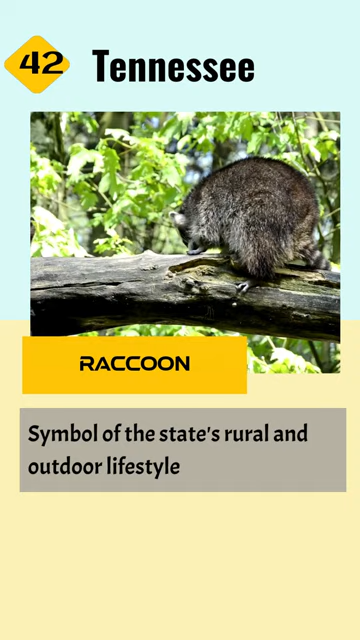 42
Tennessee
RACCOON
Symbol of the state's rural and
outdoor lifestyle